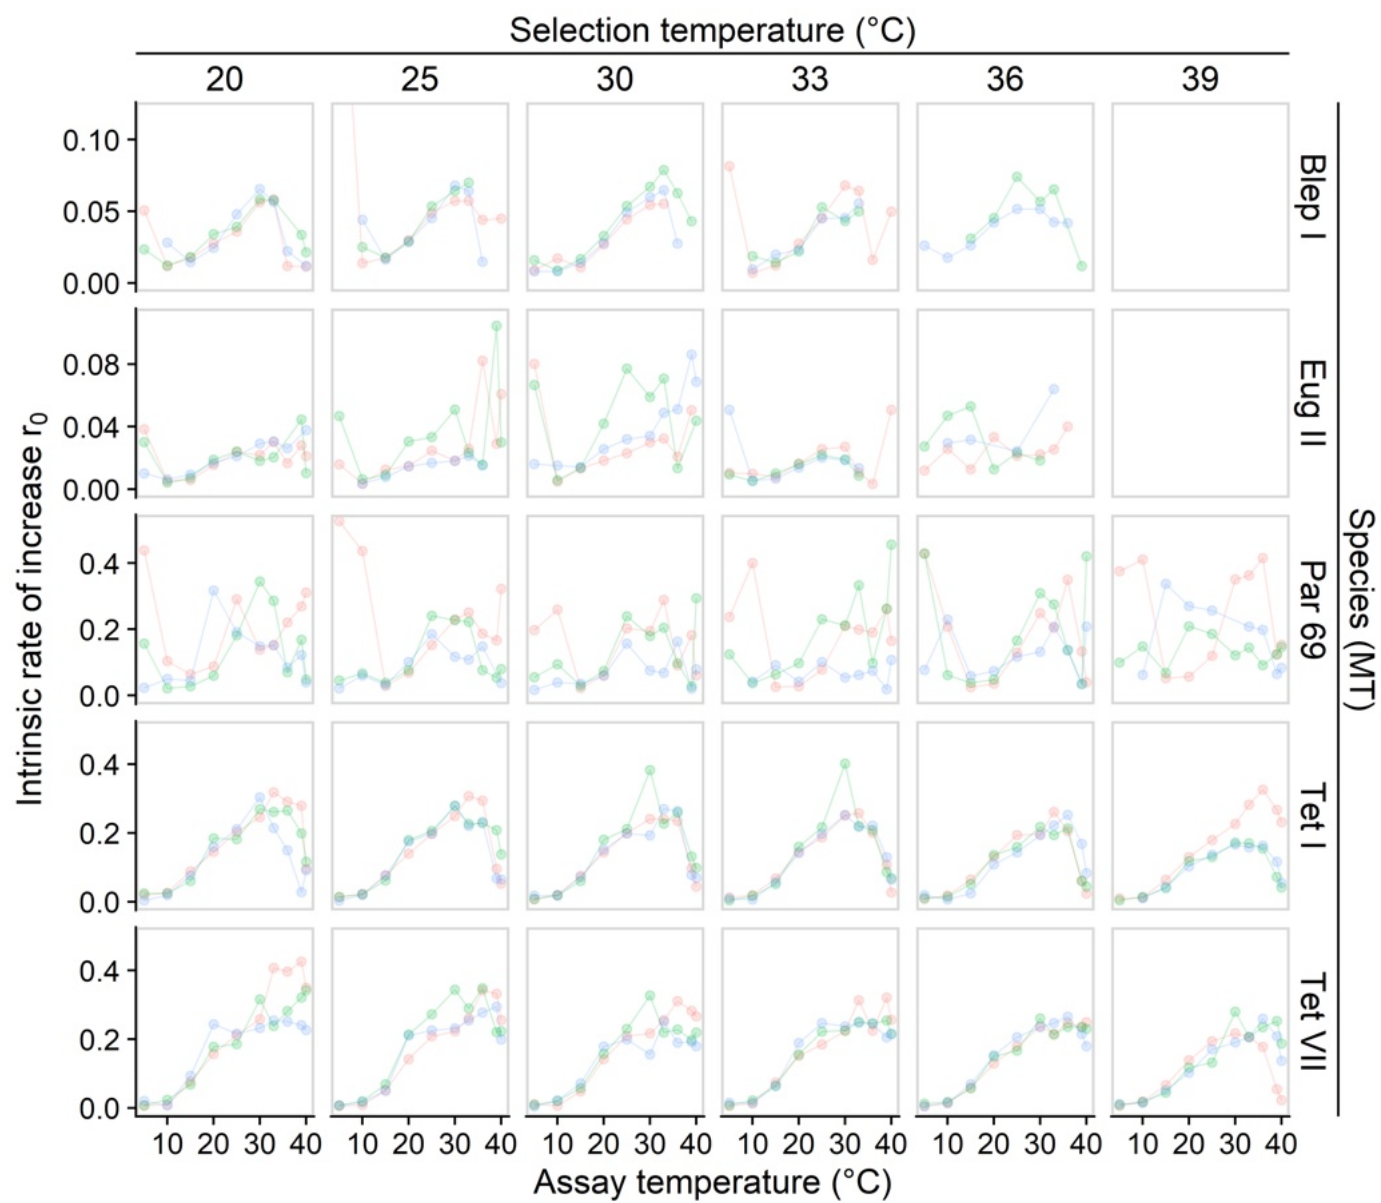 Selection temperature (°C)
20 25 30 33 36 39
0.10
0.05
0.00
Blep I
0.08
0.04
0.00
Eug II
0.4
0.2
0.0
Par 69
0.4
0.2
0.0
Tet I
0.4
0.2
0.0
Tet VII
Intrinsic rate of increase r0
Species (MT)
10 20 30 40 10 20 30 40 10 20 30 40 10 20 30 40 10 20 30 40 10 20 30 40
Assay temperature (°C)